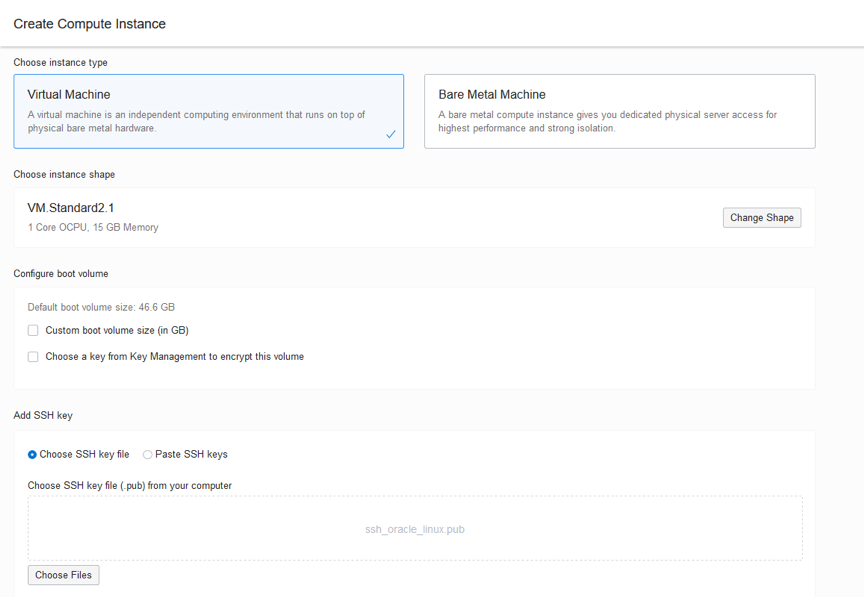 Create Compute Instance
Choose instance type
Virtual Machine
A virtual machine is an independent computing environment that runs on top of
physical bare metal hardware.
Bare Metal Machine
A bare metal compute instance gives you dedicated physical server access for
highest performance and strong isolation.
Choose instance shape
VM.Standard2.1
1 Core OCPU, 15 GB Memory
Change Shape
Configure boot volume
Default boot volume size: 46.6 GB
Custom boot volume size (in GB)
Choose a key from Key Management to encrypt this volume
Add SSH key
Choose SSH key file
Paste SSH keys
Choose SSH key file (.pub) from your computer
ssh_oracle_linux.pub
Choose Files